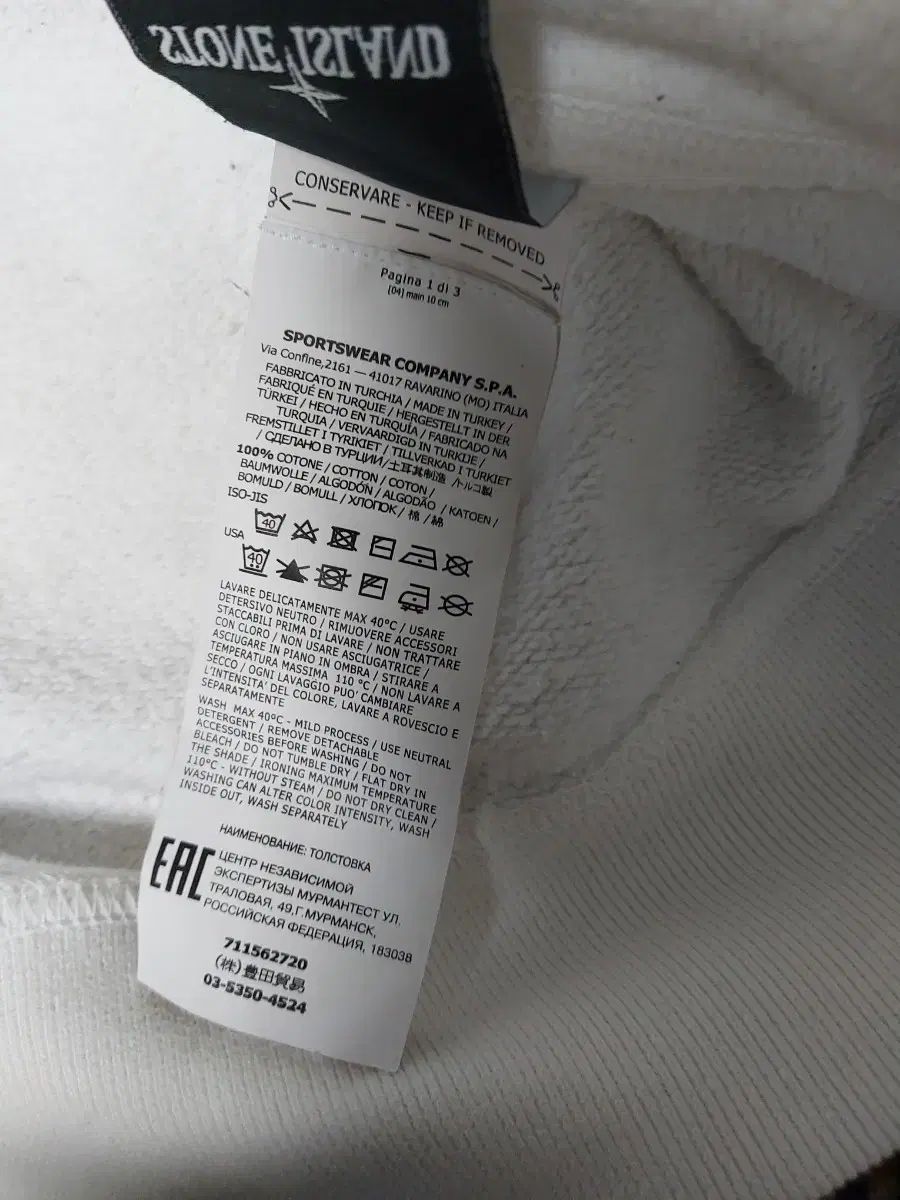 STONE ISLAND
CONSERVARE - KEEP IF REMOVED
Pagina 1 di 3
[04] main 10 cm
SPORTSWEAR COMPANY S.P.A.
Via Confine,2161 — 41017 RAVARINO (MO) ITALIA
FABBRICATO IN TURCHIA / MADE IN TURKEY /
FABRIQUÉ EN TURQUIE / HERGESTELLT IN DER
TÜRKEI / HECHO EN TURQUÍA / FABRICADO NA
TURQUIA / VERVAARDIGD IN TURKIJE /
FREMSTILLET I TYRKIET / TILLVERKAD I TURKIET
/ СДЕЛАНО В ТУРЦИИ/土耳其制造 /トルコ製
100% COTONE / COTTON / COTON /
BAUMWOLLE / ALGODÓN / ALGODÃO / KATOEN /
BOMULD / BOMULL / ХЛОПОК / 棉 / 綿
ISO-JIS
40
USA
40
LAVARE DELICATAMENTE MAX 40°C / USARE
DETERSIVO NEUTRO / RIMUOVERE ACCESSORI
STACCABILI PRIMA DI LAVARE / NON TRATTARE
CON CLORO / NON USARE ASCIUGATRICE /
ASCIUGARE IN PIANO IN OMBRA / STIRARE A
TEMPERATURA MASSIMA 110 °C / NON LAVARE A
SECCO / OGNI LAVAGGIO PUO' CAMBIARE
L'INTENSITA' DEL COLORE, LAVARE A ROVESCIO E
SEPARATAMENTE
WASH MAX 40°C - MILD PROCESS / USE NEUTRAL
DETERGENT / REMOVE DETACHABLE
ACCESSORIES BEFORE WASHING / DO NOT
BLEACH / DO NOT TUMBLE DRY / FLAT DRY IN
THE SHADE / IRONING MAXIMUM TEMPERATURE
110°C - WITHOUT STEAM / DO NOT DRY CLEAN /
WASHING CAN ALTER COLOR INTENSITY, WASH
INSIDE OUT, WASH SEPARATELY
НАИМЕНОВАНИЕ: ТОЛСТОВКА
EAC
ЦЕНТР НЕЗАВИСИМОЙ
ЭКСПЕРТИЗЫ МУРМАНТЕСТ УЛ.
ТРАЛОВАЯ, 49,Г.МУРМАНСК,
РОССИЙСКАЯ ФЕДЕРАЦИЯ, 183038
711562720
(株)豊田貿易
03-5350-4524